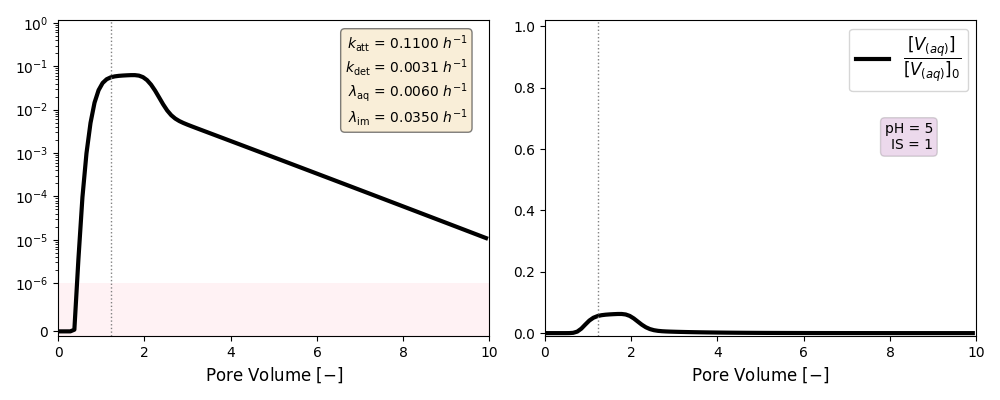 10⁰
10⁻¹
10⁻²
10⁻³
10⁻⁴
10⁻⁵
10⁻⁶
0
0 2 4 6 8 10
Pore Volume [−]
k_att = 0.1100 h⁻¹
k_det = 0.0031 h⁻¹
λ_aq = 0.0060 h⁻¹
λ_im = 0.0350 h⁻¹
1.0
0.8
0.6
0.4
0.2
0.0
0 2 4 6 8 10
Pore Volume [−]
[V_(aq)]
[V_(aq)]₀
pH = 5
IS = 1